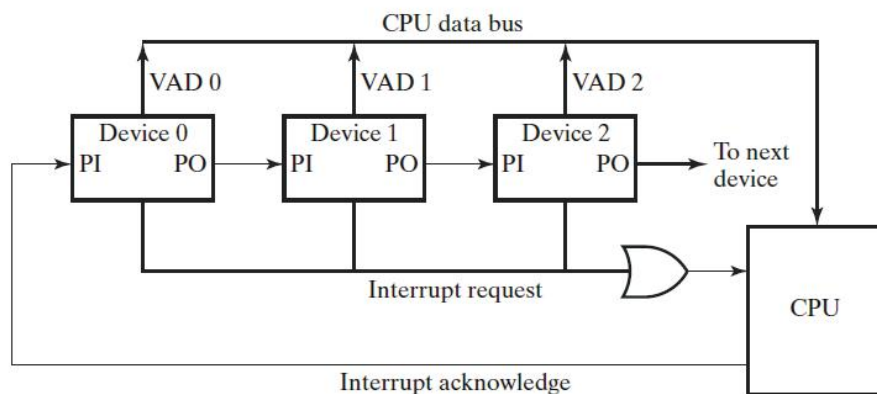 CPU data bus
VAD 0 VAD 1 VAD 2
Device 0 Device 1 Device 2
PI PO PI PO PI PO
To next
device
Interrupt request
CPU
Interrupt acknowledge